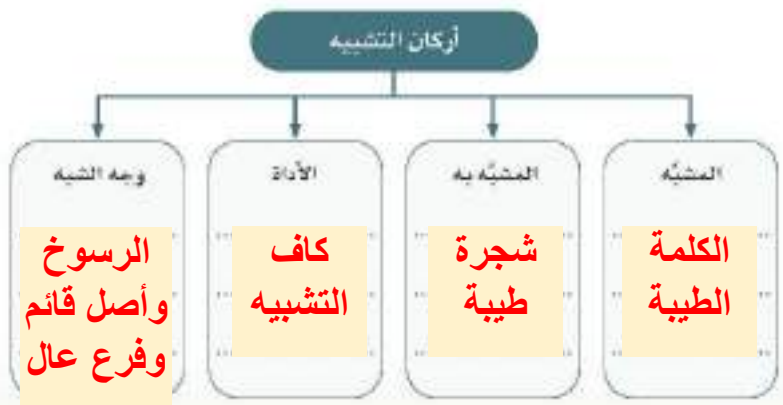 أركان التشبيه
المشبَّه
الكلمة
الطيبة
المشبَّه به
شجرة
طيبة
الأداة
كاف
التشبيه
وجه الشبه
الرسوخ
وأصل قائم
وفرع عال